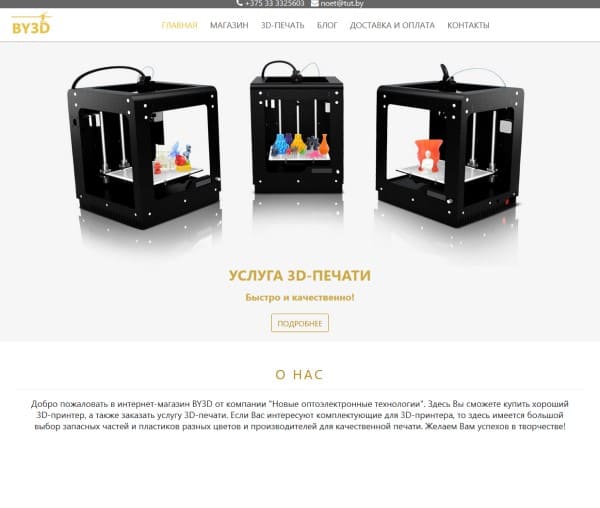 +375 33 3325603 noet@tut.by
BY3D
ГЛАВНАЯ МАГАЗИН 3D-ПЕЧАТЬ БЛОГ ДОСТАВКА И ОПЛАТА КОНТАКТЫ
УСЛУГА 3D-ПЕЧАТИ
Быстро и качественно!
ПОДРОБНЕЕ
О НАС
Добро пожаловать в интернет-магазин BY3D от компании "Новые оптоэлектронные технологии". Здесь Вы сможете купить хороший
3D-принтер, а также заказать услугу 3D-печати. Если Вас интересуют комплектующие для 3D-принтера, то здесь имеется большой
выбор запасных частей и пластиков разных цветов и производителей для качественной печати. Желаем Вам успехов в творчестве!